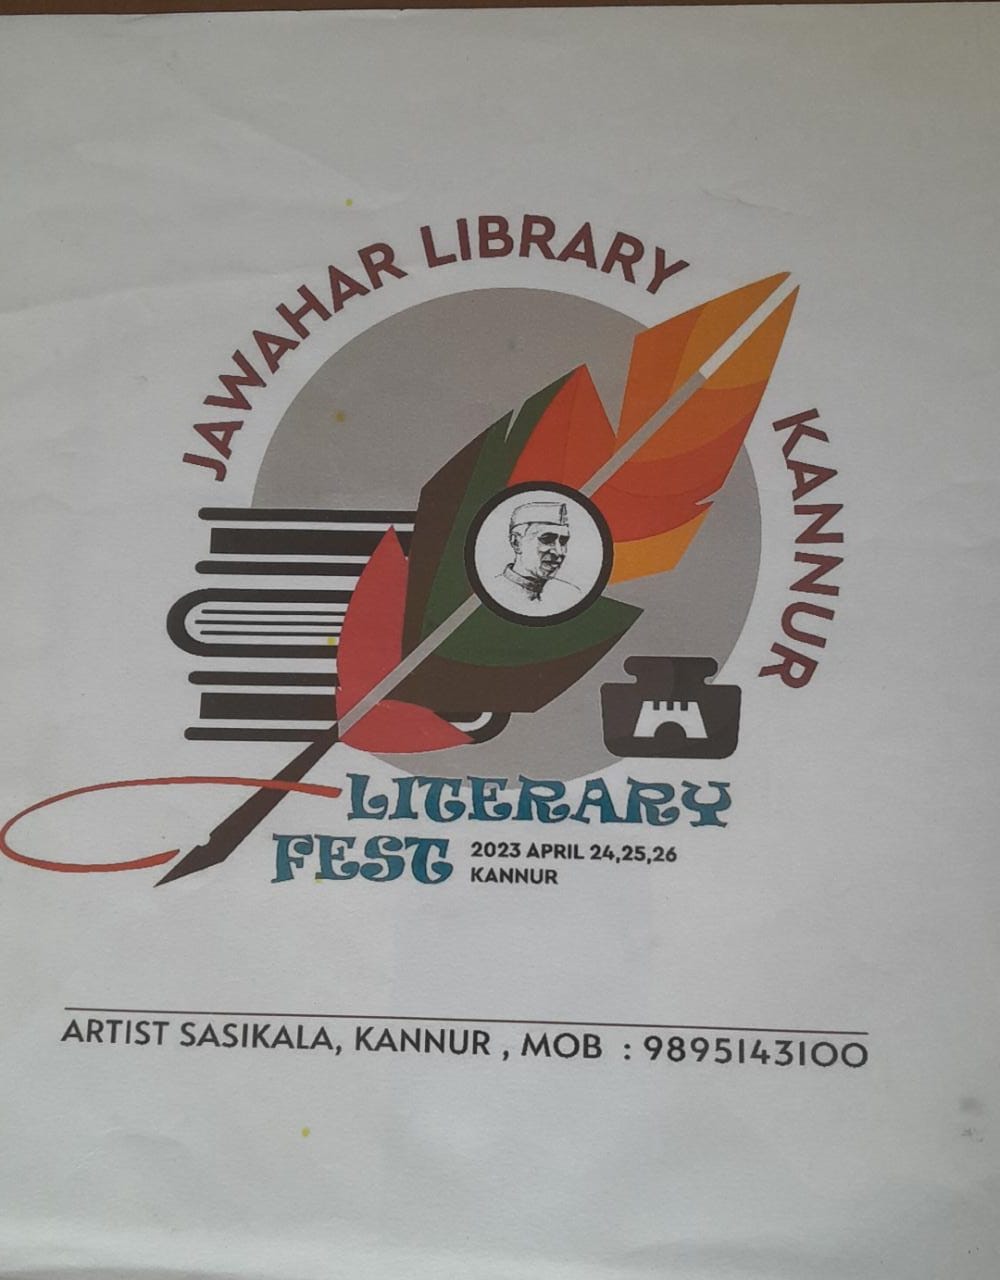 JAWAHAR LIBRARY
KANNUR
LITERARY
FEST
2023 APRIL 24,25,26
KANNUR
ARTIST SASIKALA, KANNUR , MOB : 9895143100